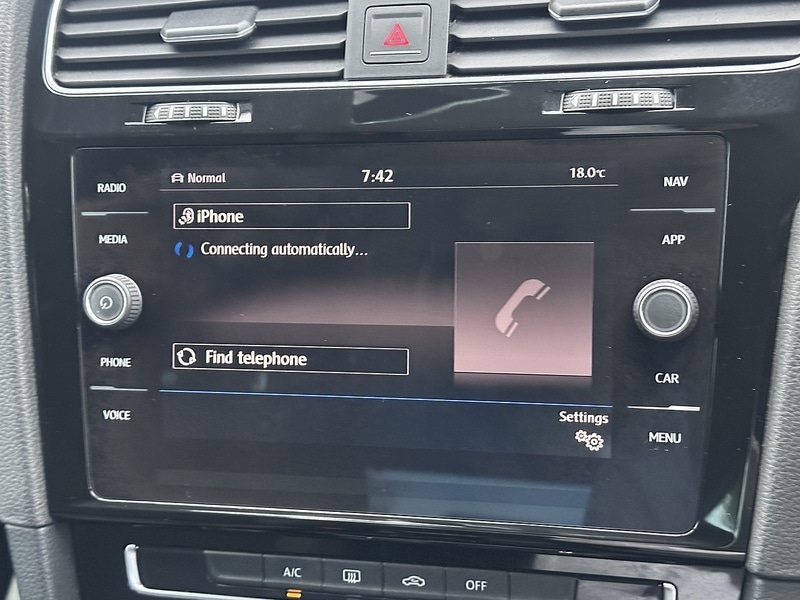 RADIO
MEDIA
PHONE
VOICE
Normal
7:42
18.0°C
iPhone
Connecting automatically...
Find telephone
Settings
NAV
APP
CAR
MENU
A/C
OFF